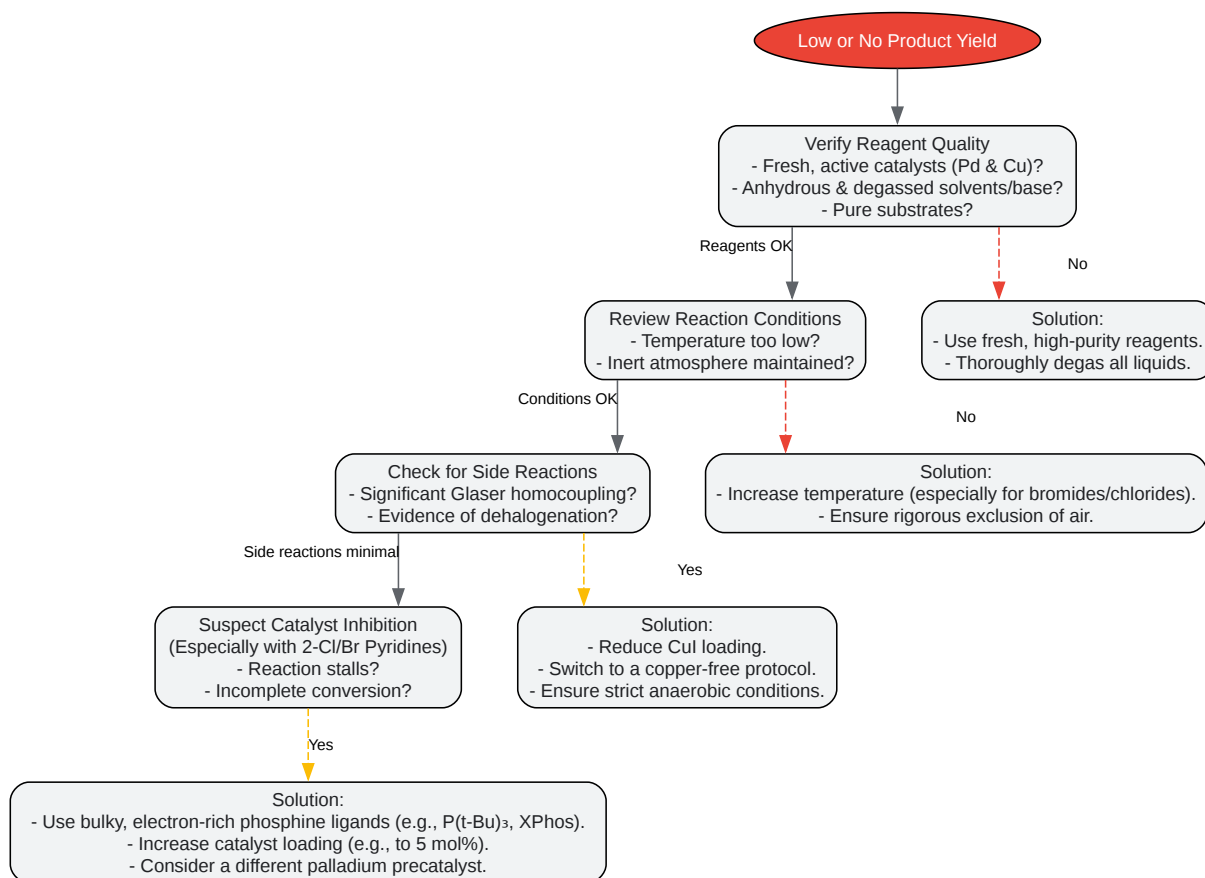 Low or No Product Yield
Verify Reagent Quality
- Fresh, active catalysts (Pd & Cu)?
- Anhydrous & degassed solvents/base?
- Pure substrates?
Reagents OK
No
Review Reaction Conditions
- Temperature too low?
- Inert atmosphere maintained?
Solution:
- Use fresh, high-purity reagents.
- Thoroughly degas all liquids.
Conditions OK
No
Check for Side Reactions
- Significant Glaser homocoupling?
- Evidence of dehalogenation?
Solution:
- Increase temperature (especially for bromides/chlorides).
- Ensure rigorous exclusion of air.
Side reactions minimal
Yes
Suspect Catalyst Inhibition
(Especially with 2-Cl/Br Pyridines)
- Reaction stalls?
- Incomplete conversion?
Solution:
- Reduce CuI loading.
- Switch to a copper-free protocol.
- Ensure strict anaerobic conditions.
Yes
Solution:
- Use bulky, electron-rich phosphine ligands (e.g., P(t-Bu)₃, XPhos).
- Increase catalyst loading (e.g., to 5 mol%).
- Consider a different palladium precatalyst.